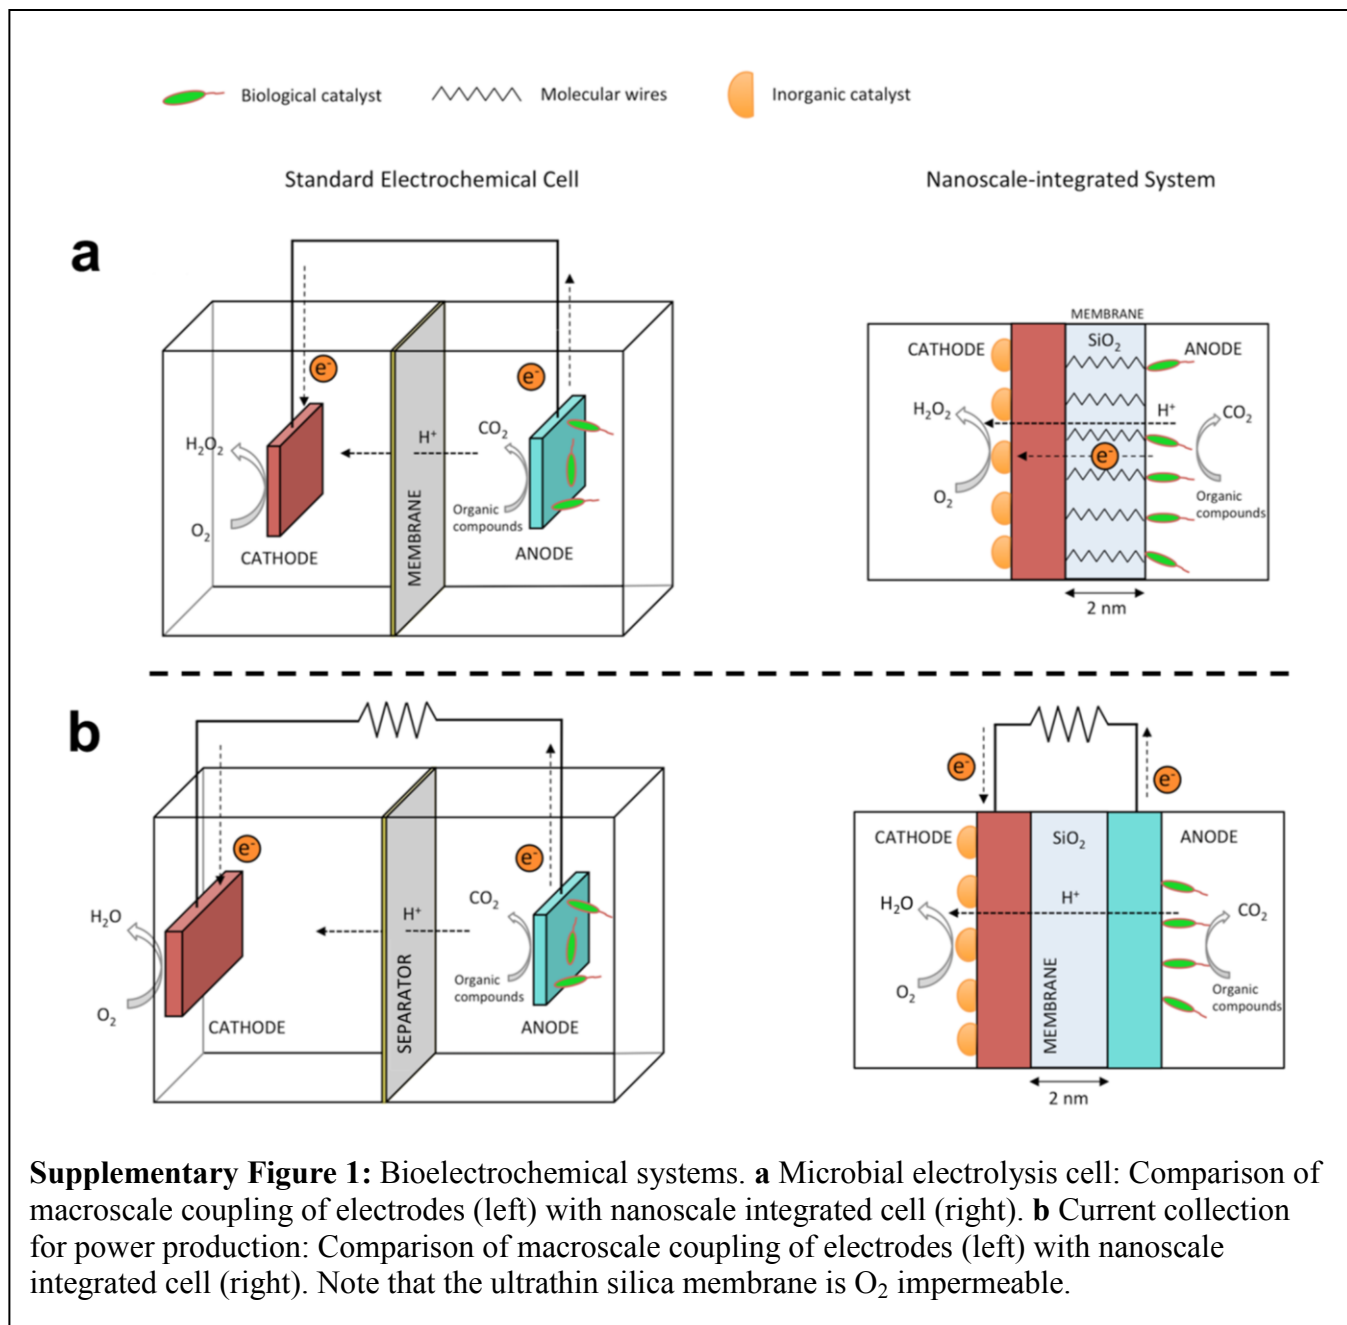 Biological catalyst
Molecular wires
Inorganic catalyst
Standard Electrochemical Cell
Nanoscale-integrated System
a
e-
e-
H2O2
O2
CATHODE
MEMBRANE
H+
CO2
Organic
compounds
ANODE
MEMBRANE
SiO2
CATHODE
ANODE
H2O2
O2
H+
e-
CO2
Organic
compounds
2 nm
b
e-
e-
H2O
O2
CATHODE
SEPARATOR
H+
CO2
Organic
compounds
ANODE
e-
e-
CATHODE
SiO2
ANODE
H2O
O2
H+
MEMBRANE
CO2
Organic
compounds
2 nm
Supplementary Figure 1: Bioelectrochemical systems. a Microbial electrolysis cell: Comparison of
macroscale coupling of electrodes (left) with nanoscale integrated cell (right). b Current collection
for power production: Comparison of macroscale coupling of electrodes (left) with nanoscale
integrated cell (right). Note that the ultrathin silica membrane is O2 impermeable.